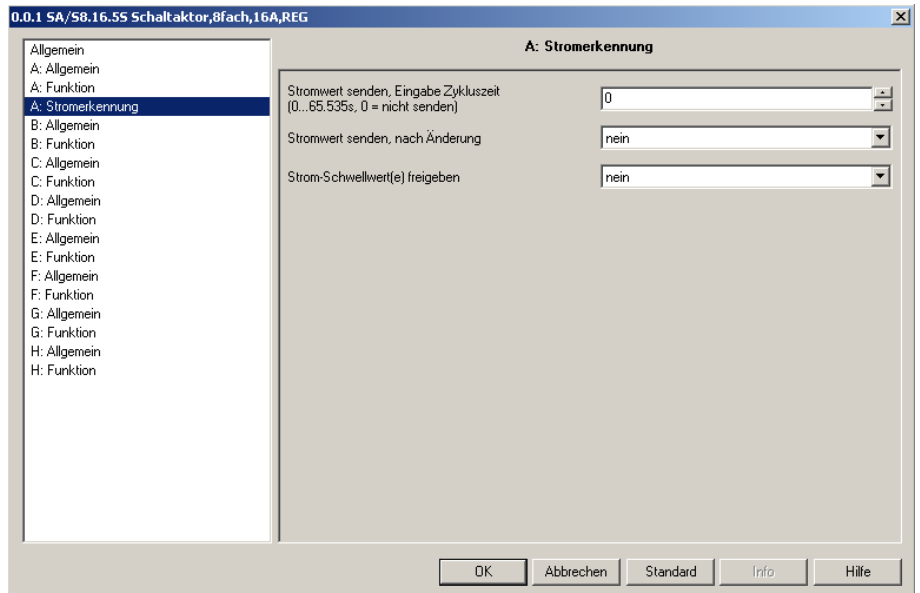 0.0.1 SA/S8.16.5S Schaltaktor,8fach,16A,REG
Allgemein
A: Allgemein
A: Funktion
A: Stromerkennung
B: Allgemein
B: Funktion
C: Allgemein
C: Funktion
D: Allgemein
D: Funktion
E: Allgemein
E: Funktion
F: Allgemein
F: Funktion
G: Allgemein
G: Funktion
H: Allgemein
H: Funktion
A: Stromerkennung
Stromwert senden, Eingabe Zykluszeit
(0...65.535s, 0 = nicht senden)
0
Stromwert senden, nach Änderung
nein
Strom-Schwellwert(e) freigeben
nein
OK
Abbrechen
Standard
Info
Hilfe